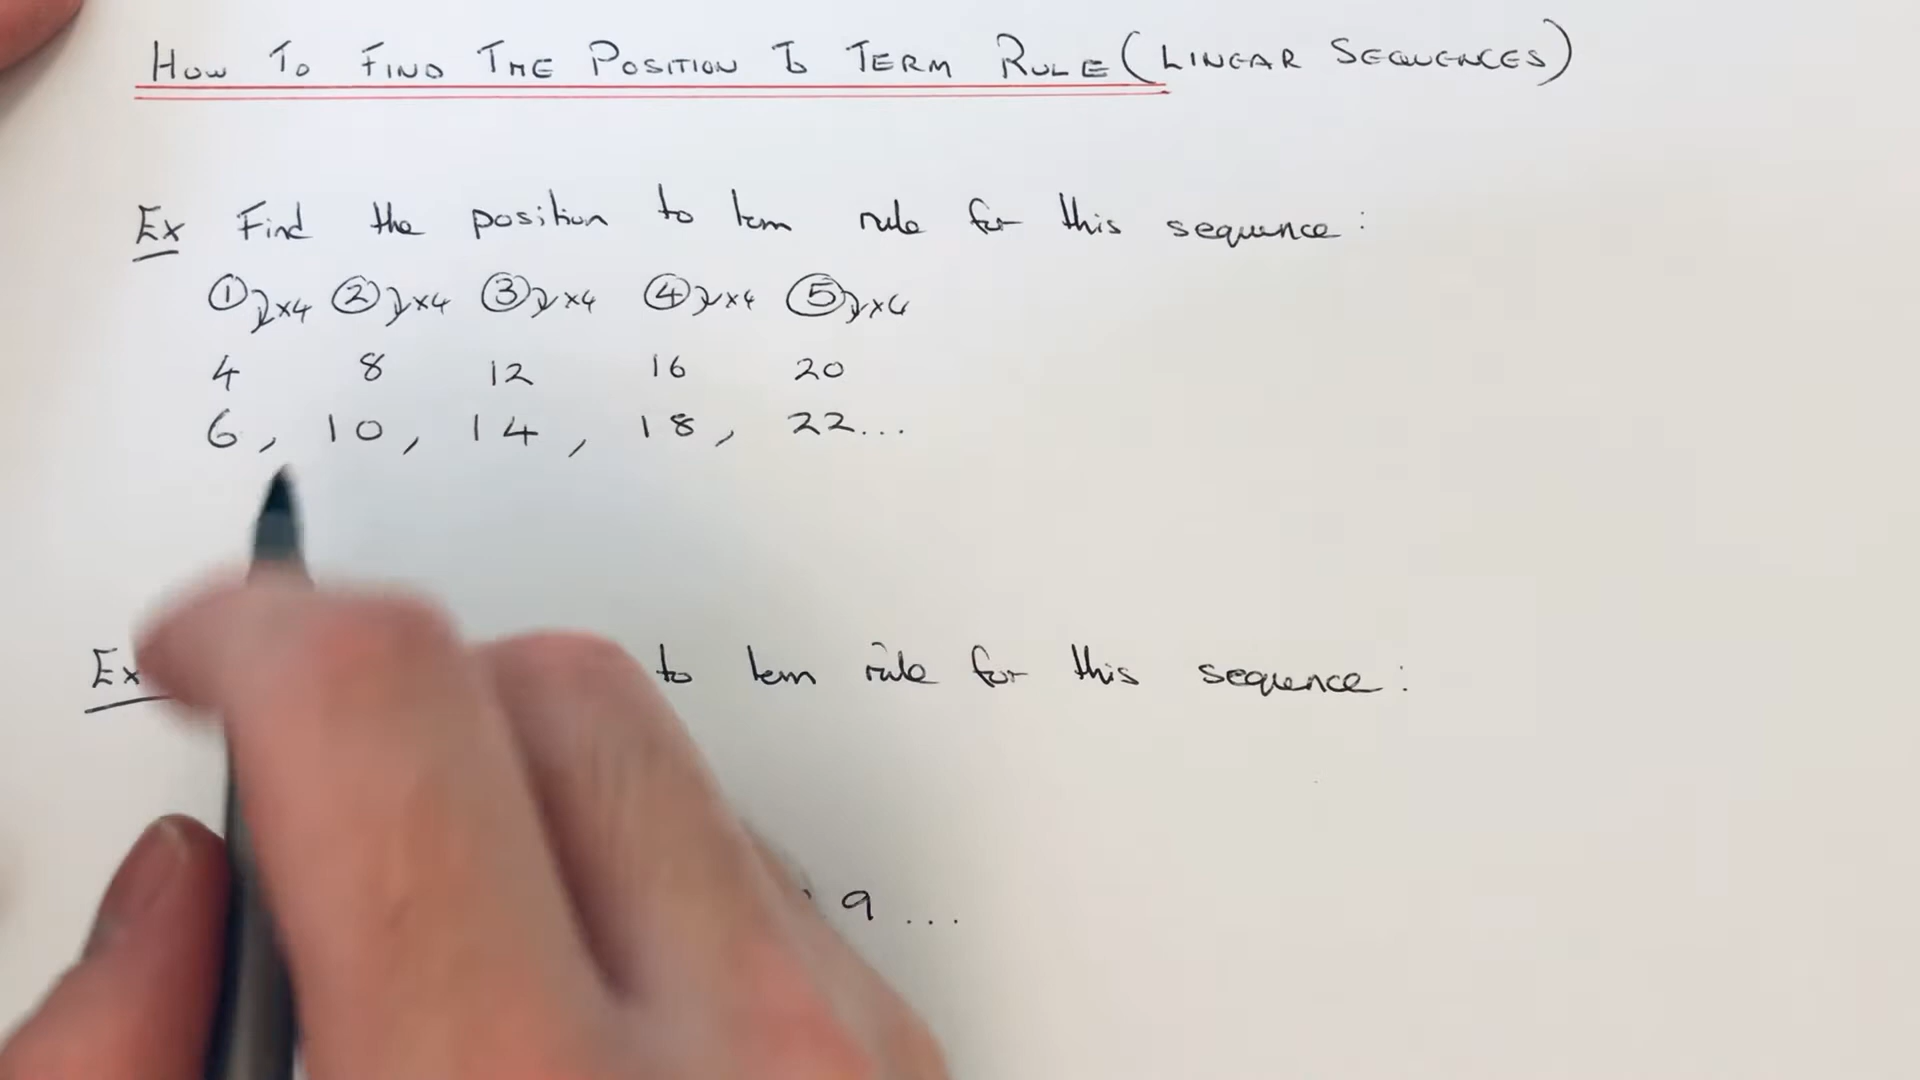 HOW TO FIND THE POSITION TO TERM RULE (LINEAR SEQUENCES)
Ex Find the position to term rule for this sequence:
① ×4 ② ×4 ③ ×4 ④ ×4 ⑤ ×4
4 8 12 16 20
6, 10, 14, 18, 22...
Ex to term rule for this sequence:
9 ...